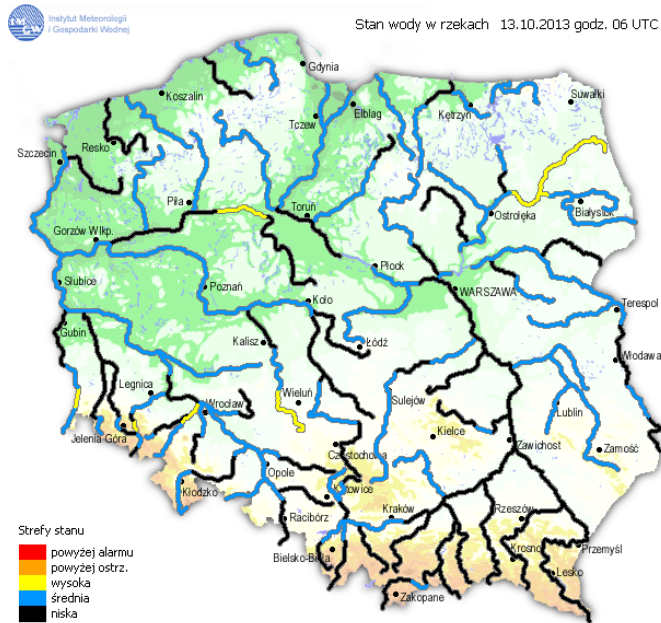 IMGW
Instytut Meteorologii
i Gospodarki Wodnej
Stan wody w rzekach 13.10.2013 godz. 06 UTC
Gdynia
Koszalin
Suwałki
Elbląg
Kętrzyn
Tczew
Resko
Szczecin
Piła
Toruń
Ostrołęka
Białystok
Gorzów Wlkp.
Płock
Słubice
Poznań
WARSZAWA
Koło
Terespol
Gubin
Kalisz
Łódź
Włodawa
Legnica
Wieluń
Sulejów
Wrocław
Lublin
Jelenia Góra
Kielce
Zawichost
Zamość
Częstochowa
Opole
Kłodzko
Katowice
Racibórz
Kraków
Rzeszów
Bielsko-Biała
Krosno
Przemyśl
Lesko
Zakopane
Strefy stanu
powyżej alarmu
powyżej ostrz.
wysoka
średnia
niska